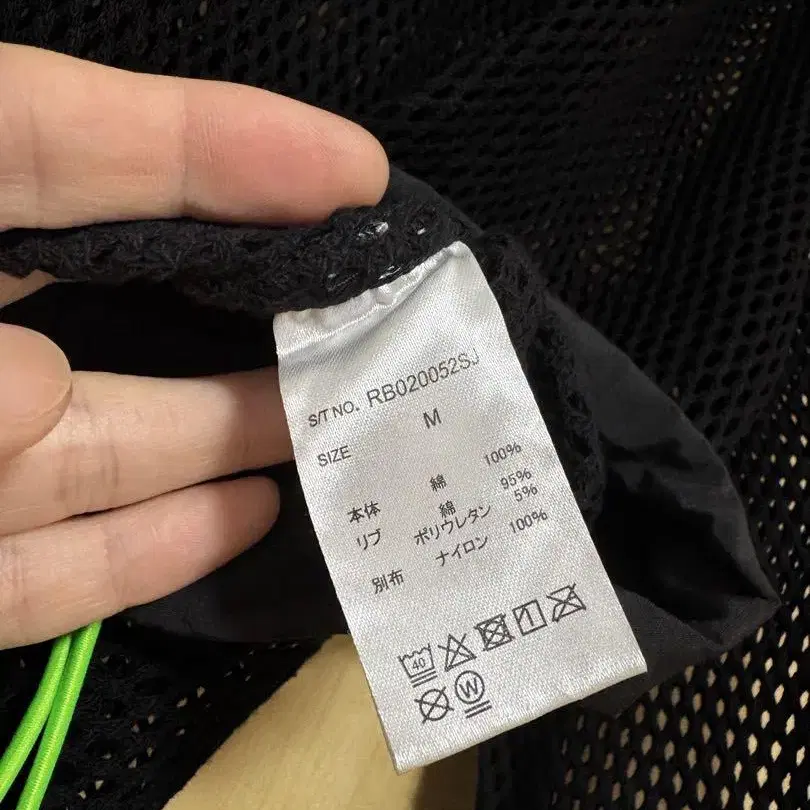 S/T NO. RB020052SJ
SIZE M
本体 綿 100%
リブ 綿 95%
ポリウレタン 5%
別布 ナイロン 100%
40
W